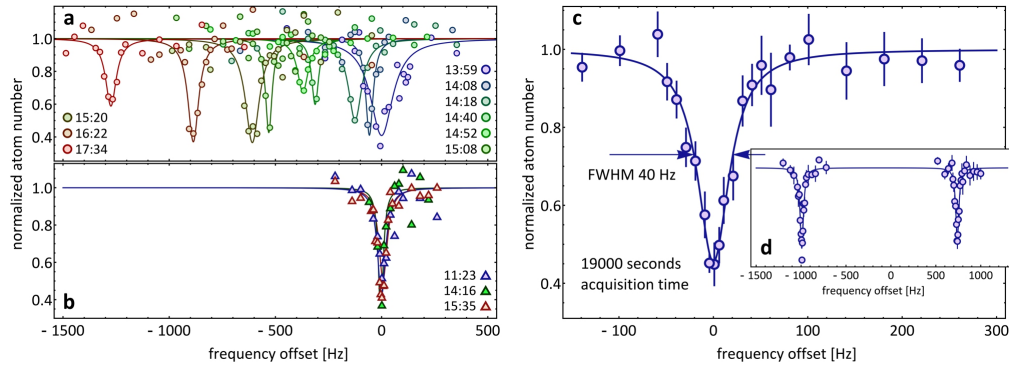 a
normalized atom number
1.0
0.8
0.6
0.4
15:20
16:22
17:34
13:59
14:08
14:18
14:40
14:52
15:08
b
normalized atom number
1.0
0.8
0.6
0.4
11:23
14:16
15:35
- 1500 - 1000 - 500 0 500
frequency offset [Hz]
c
normalized atom number
1.0
0.8
0.6
0.4
FWHM 40 Hz
19000 seconds
acquisition time
- 100 0 100 200 300
frequency offset [Hz]
d
- 1500 - 1000 - 500 0 500 1000
frequency offset [Hz]